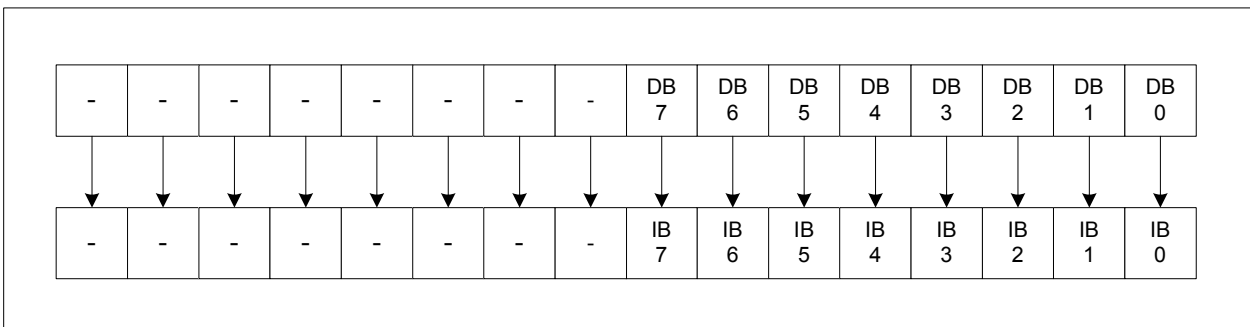 - - - - - - - - DB 7 DB 6 DB 5 DB 4 DB 3 DB 2 DB 1 DB 0
- - - - - - - - IB 7 IB 6 IB 5 IB 4 IB 3 IB 2 IB 1 IB 0